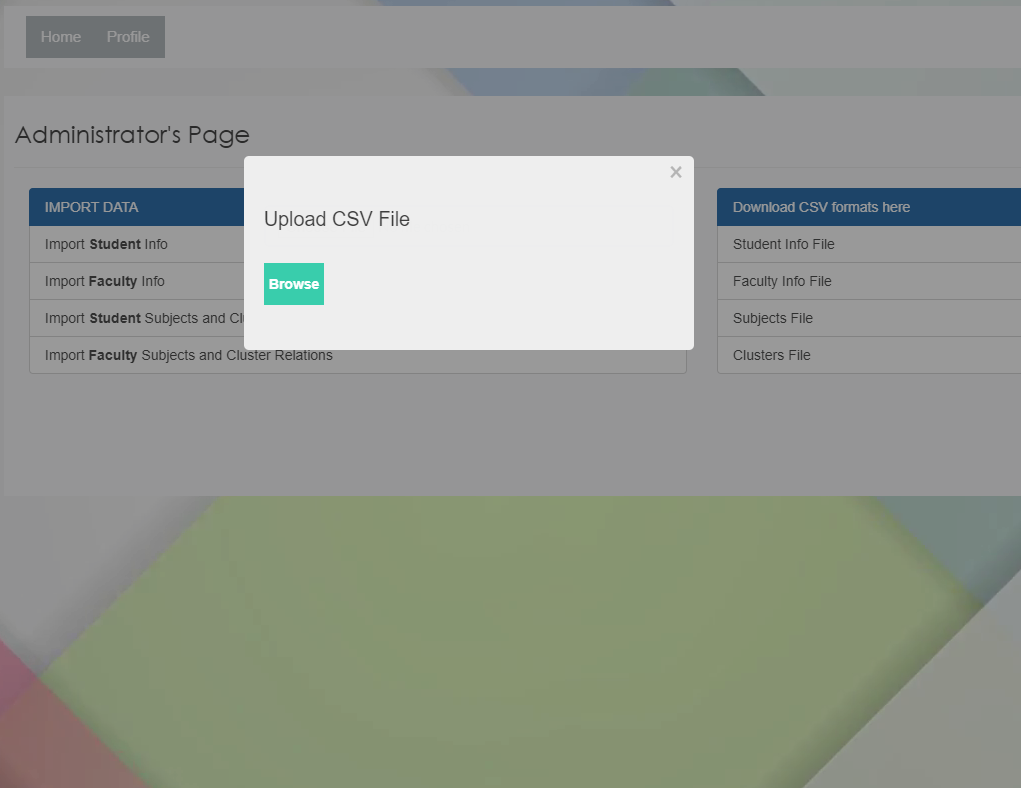 Home Profile
Administrator's Page
×
Upload CSV File
Browse
IMPORT DATA
Import Student Info
Import Faculty Info
Import Student Subjects and Cl
Import Faculty Subjects and Cluster Relations
Download CSV formats here
Student Info File
Faculty Info File
Subjects File
Clusters File